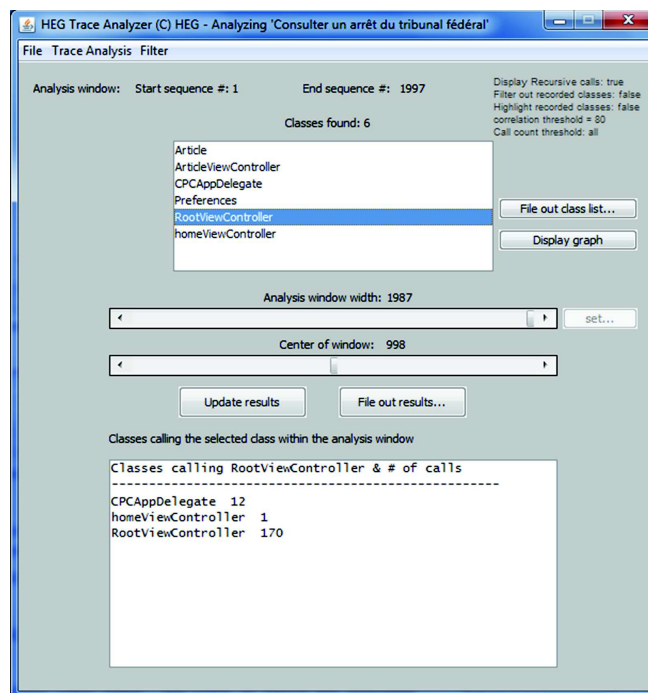 HEG Trace Analyzer (C) HEG - Analyzing 'Consulter un arrêt du tribunal fédéral'
File Trace Analysis Filter
Analysis window: Start sequence #: 1 End sequence #: 1997
Display Recursive calls: true
Filter out recorded classes: false
Highlight recorded classes: false
correlation threshold = 80
Call count threshold: all
Classes found: 6
Article
ArticleViewController
CPCAppDelegate
Preferences
RootViewController
homeViewController
File out class list...
Display graph
Analysis window width: 1987
set...
Center of window: 998
Update results File out results...
Classes calling the selected class within the analysis window
Classes calling RootViewController & # of calls
----------------------------------------------------
CPCAppDelegate 12
homeViewController 1
RootViewController 170